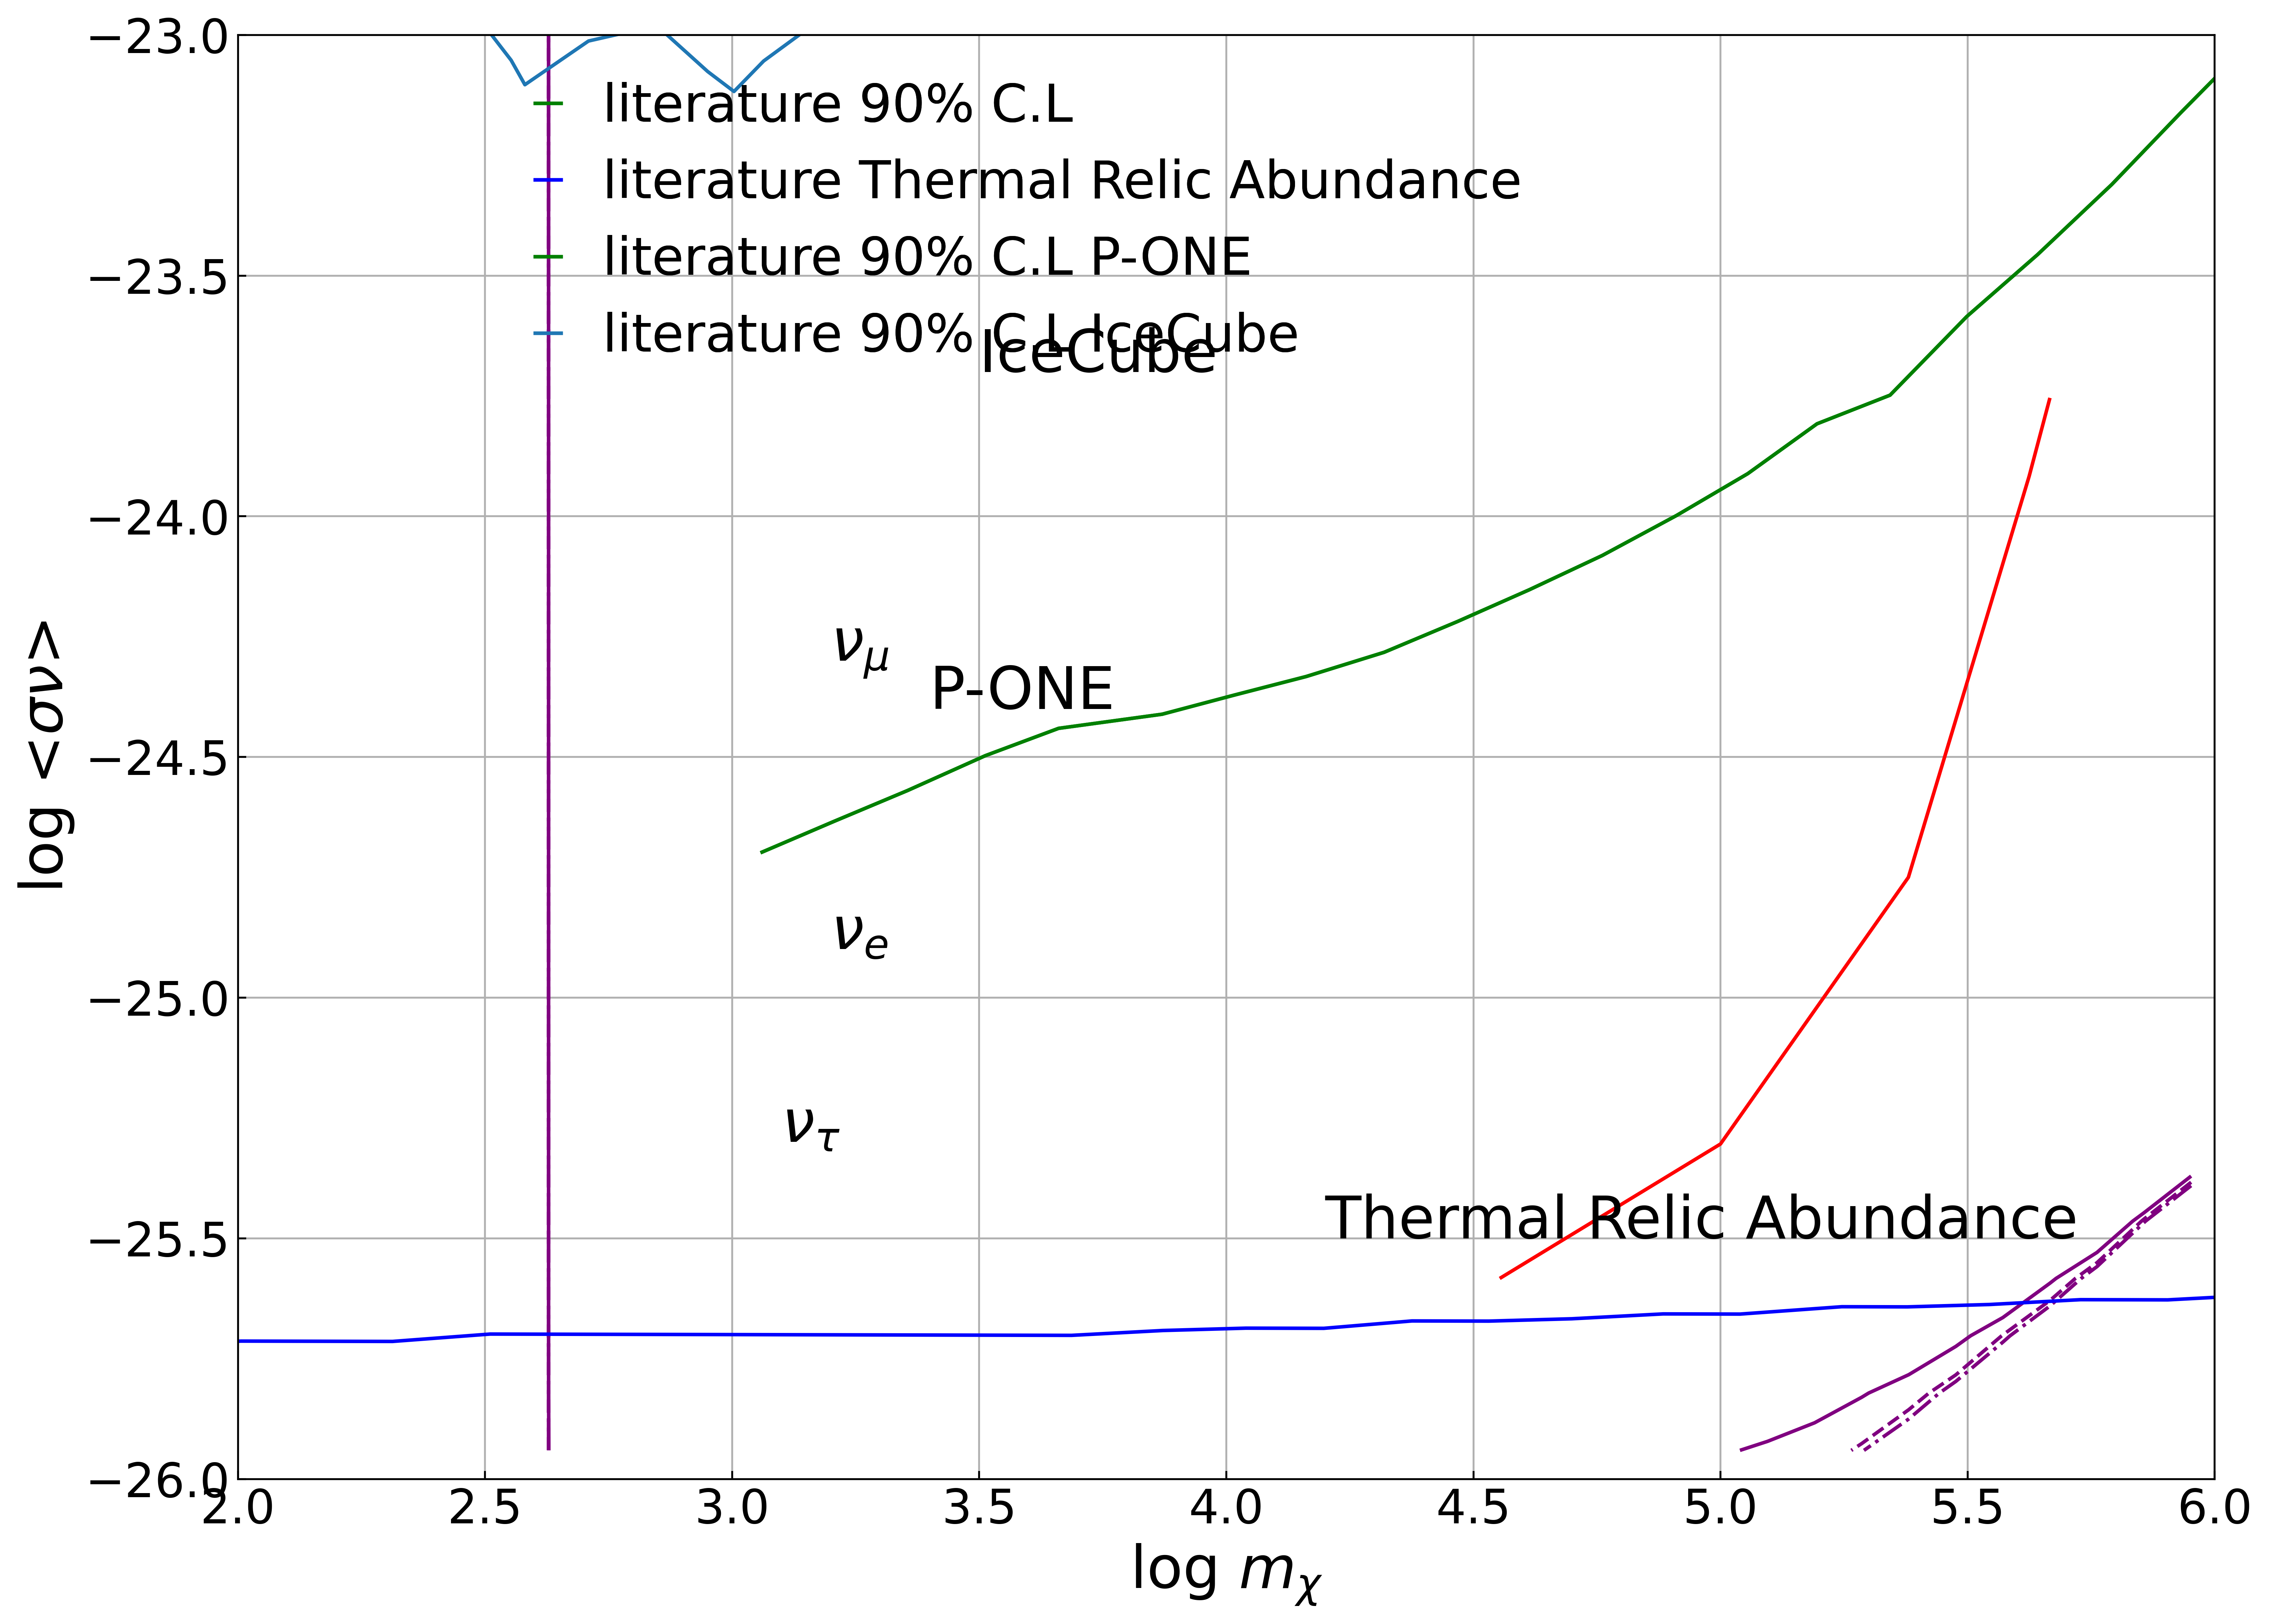 −23.0
literature 90% C.L
literature Thermal Relic Abundance
literature 90% C.L P-ONE
−23.5
literature 90% C.L IceCube
IceCube
−24.0
ν_μ
P-ONE
−24.5
log <σν>
ν_e
−25.0
ν_τ
Thermal Relic Abundance
−25.5
−26.0
2.0 2.5 3.0 3.5 4.0 4.5 5.0 5.5 6.0
log m_χ